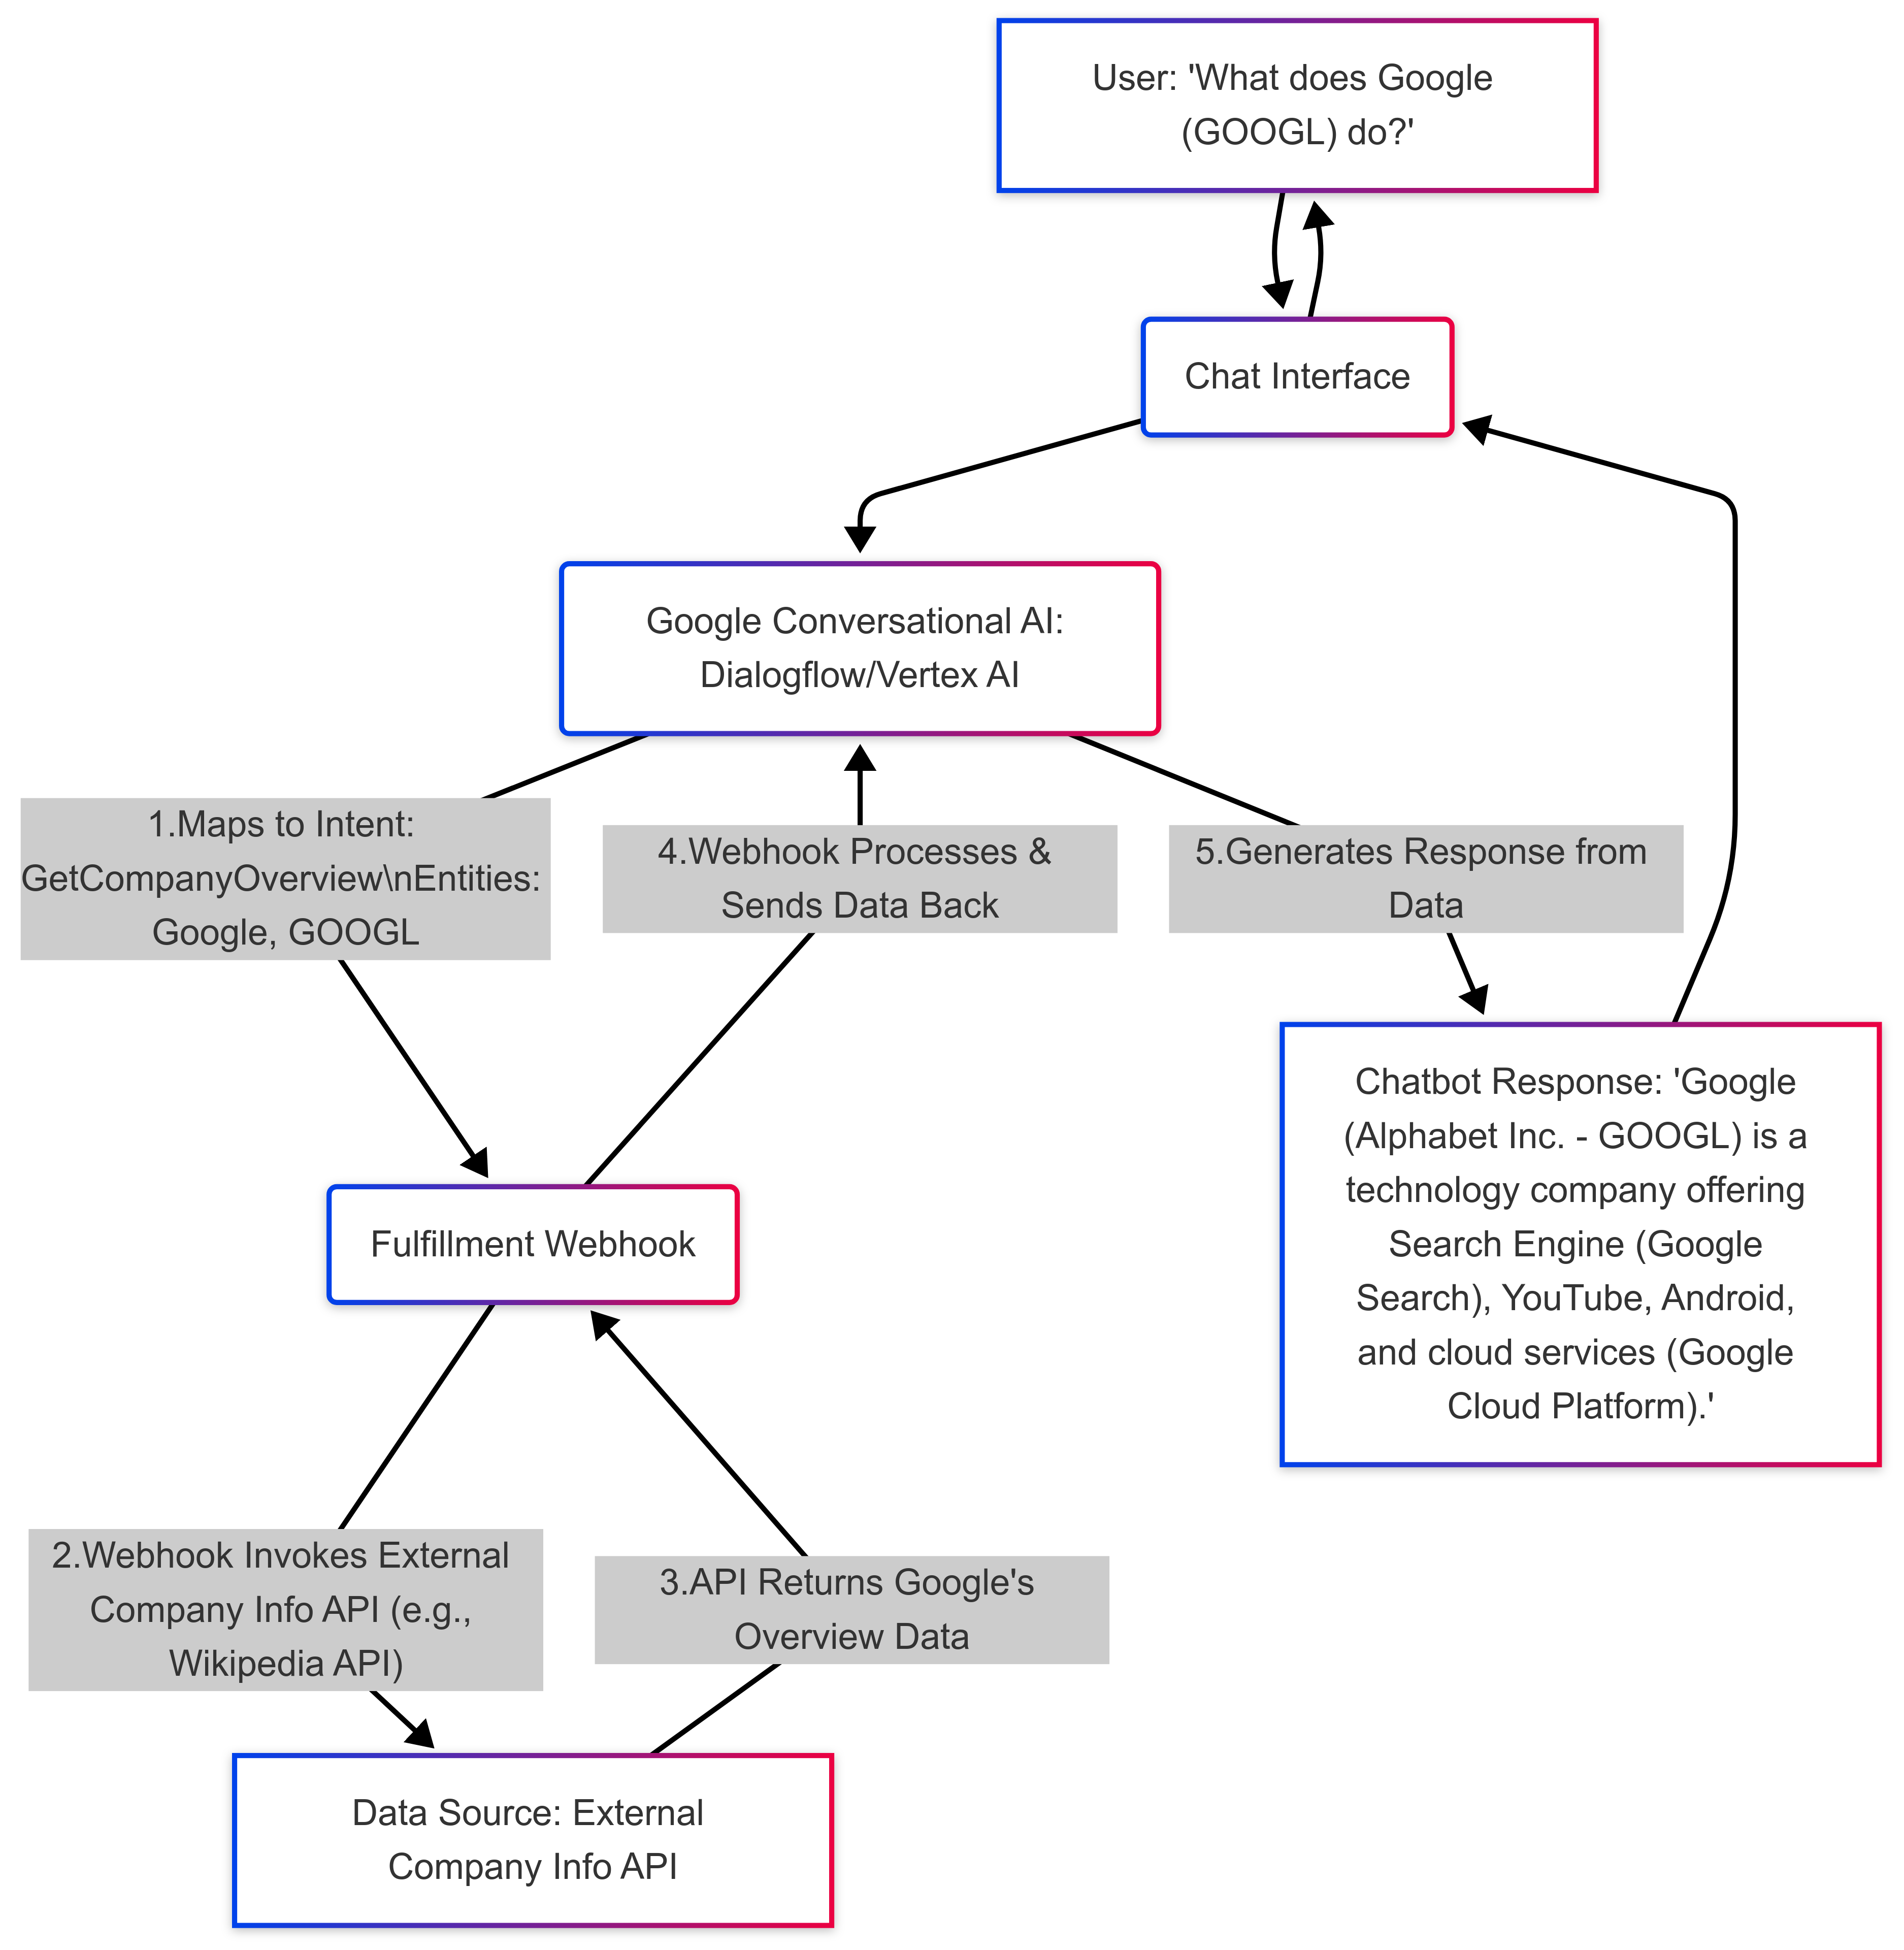 User: 'What does Google
(GOOGL) do?'
Chat Interface
Google Conversational AI:
Dialogflow/Vertex AI
1.Maps to Intent:
GetCompanyOverview\nEntities:
Google, GOOGL
4.Webhook Processes &
Sends Data Back
5.Generates Response from
Data
Chatbot Response: 'Google
(Alphabet Inc. - GOOGL) is a
technology company offering
Search Engine (Google
Search), YouTube, Android,
and cloud services (Google
Cloud Platform).'
Fulfillment Webhook
2.Webhook Invokes External
Company Info API (e.g.,
Wikipedia API)
3.API Returns Google's
Overview Data
Data Source: External
Company Info API